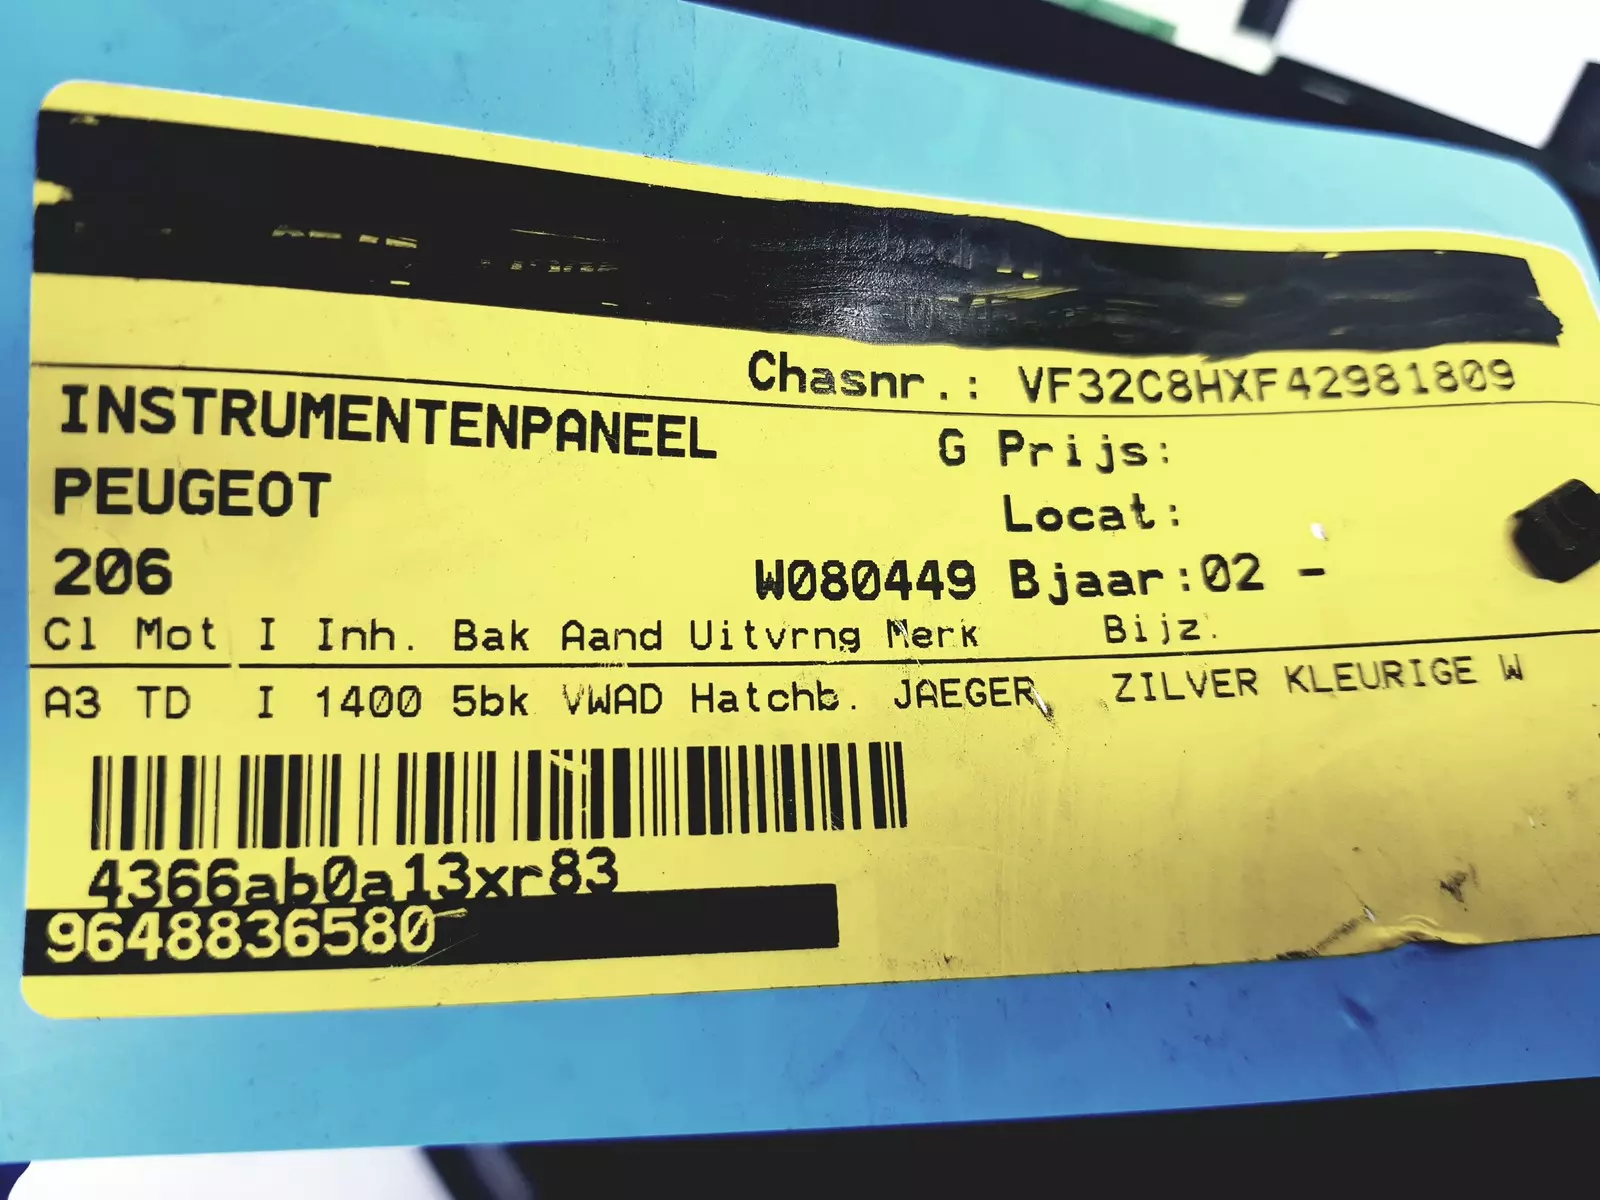 Chasnr.: VF32C8HXF42981809
INSTRUMENTENPANEEL
G Prijs:
PEUGEOT
Locat:
206 W080449 Bjaar:02 -
Cl Mot I Inh. Bak Aand Uitvrng Merk Bijz.
A3 TD I 1400 5bk VWAD Hatchb. JAEGER ZILVER KLEURIGE W
4366ab0a13xr83
9648836580